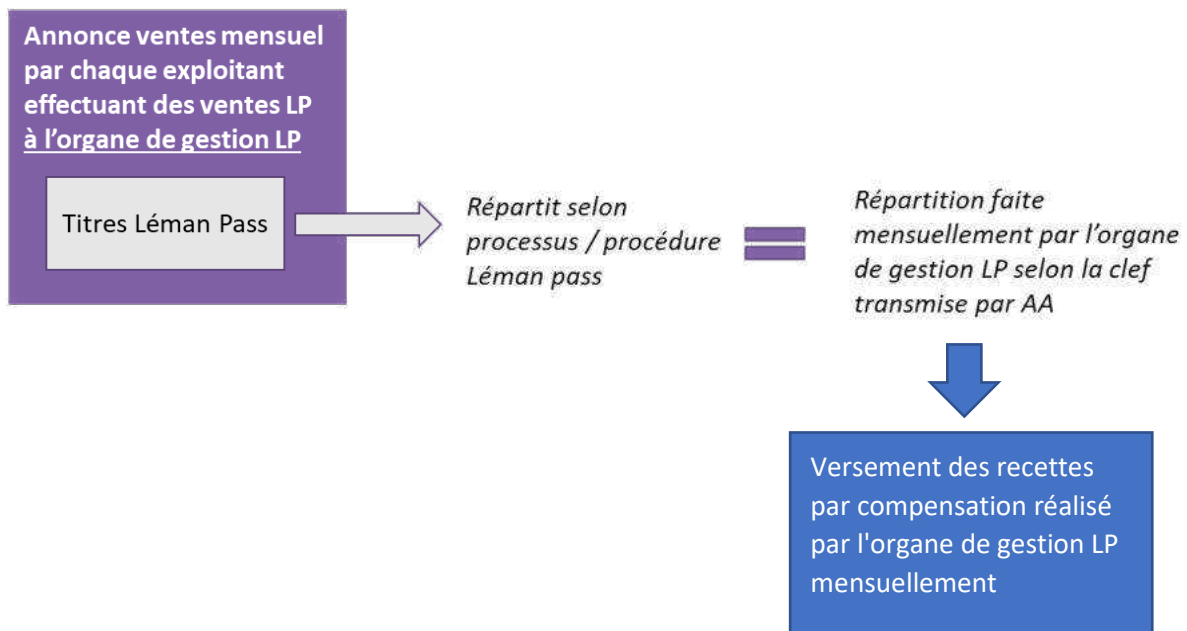 Annonce ventes mensuel
par chaque exploitant
effectuant des ventes LP
à l'organe de gestion LP
Titres Léman Pass
Répartit selon
processus / procédure
Léman pass
Répartition faite
mensuellement par l'organe
de gestion LP selon la clef
transmise par AA
Versement des recettes
par compensation réalisé
par l'organe de gestion LP
mensuellement